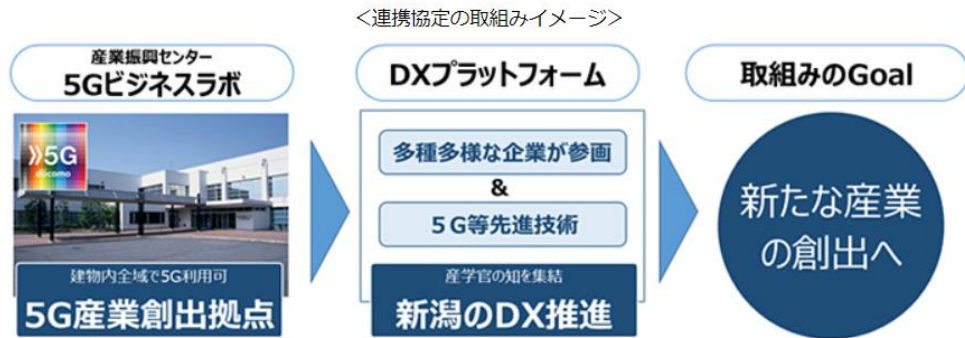 ＜連携協定の取組みイメージ＞
産業振興センター
5Gビジネスラボ
5G
docomo
建物内全域で5G利用可
5G産業創出拠点
DXプラットフォーム
多種多様な企業が参画
&
5G等先進技術
産学官の知を集結
新潟のDX推進
取組みのGoal
新たな産業
の創出へ